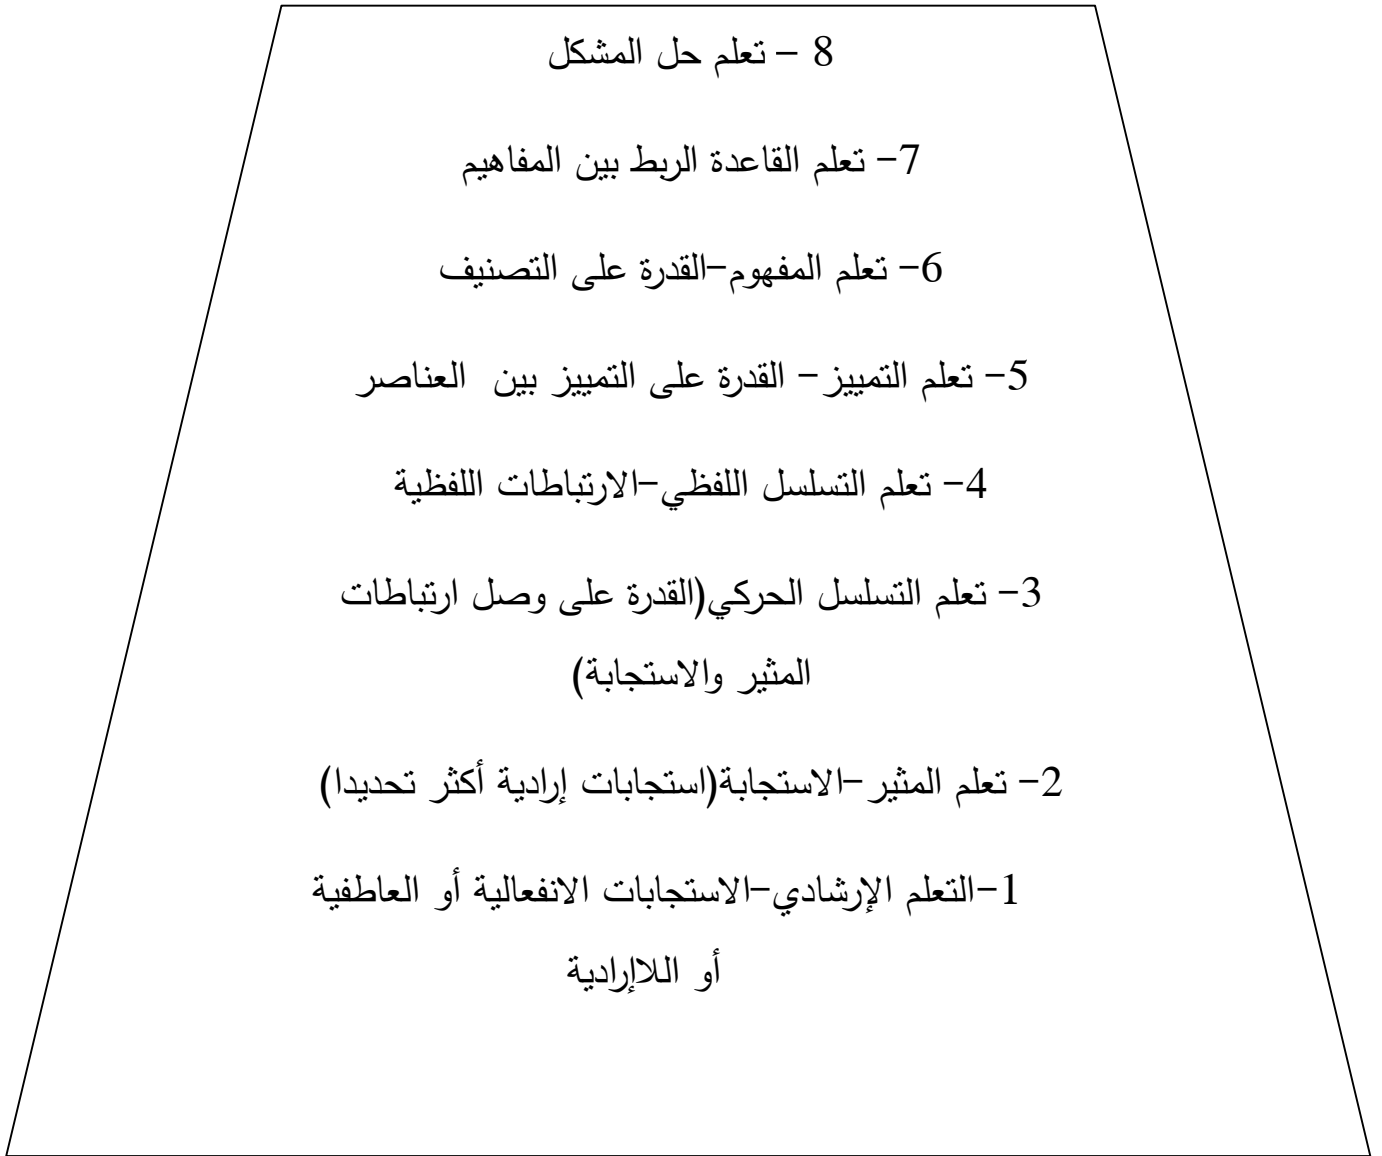 8 – تعلم حل المشكل
7– تعلم القاعدة الربط بين المفاهيم
6– تعلم المفهوم–القدرة على التصنيف
5– تعلم التمييز– القدرة على التمييز بين العناصر
4– تعلم التسلسل اللفظي–الارتباطات اللفظية
3– تعلم التسلسل الحركي(القدرة على وصل ارتباطات
المثير والاستجابة)
2– تعلم المثير–الاستجابة(استجابات إرادية أكثر تحديدا)
1–التعلم الإرشادي–الاستجابات الانفعالية أو العاطفية
أو اللاإرادية